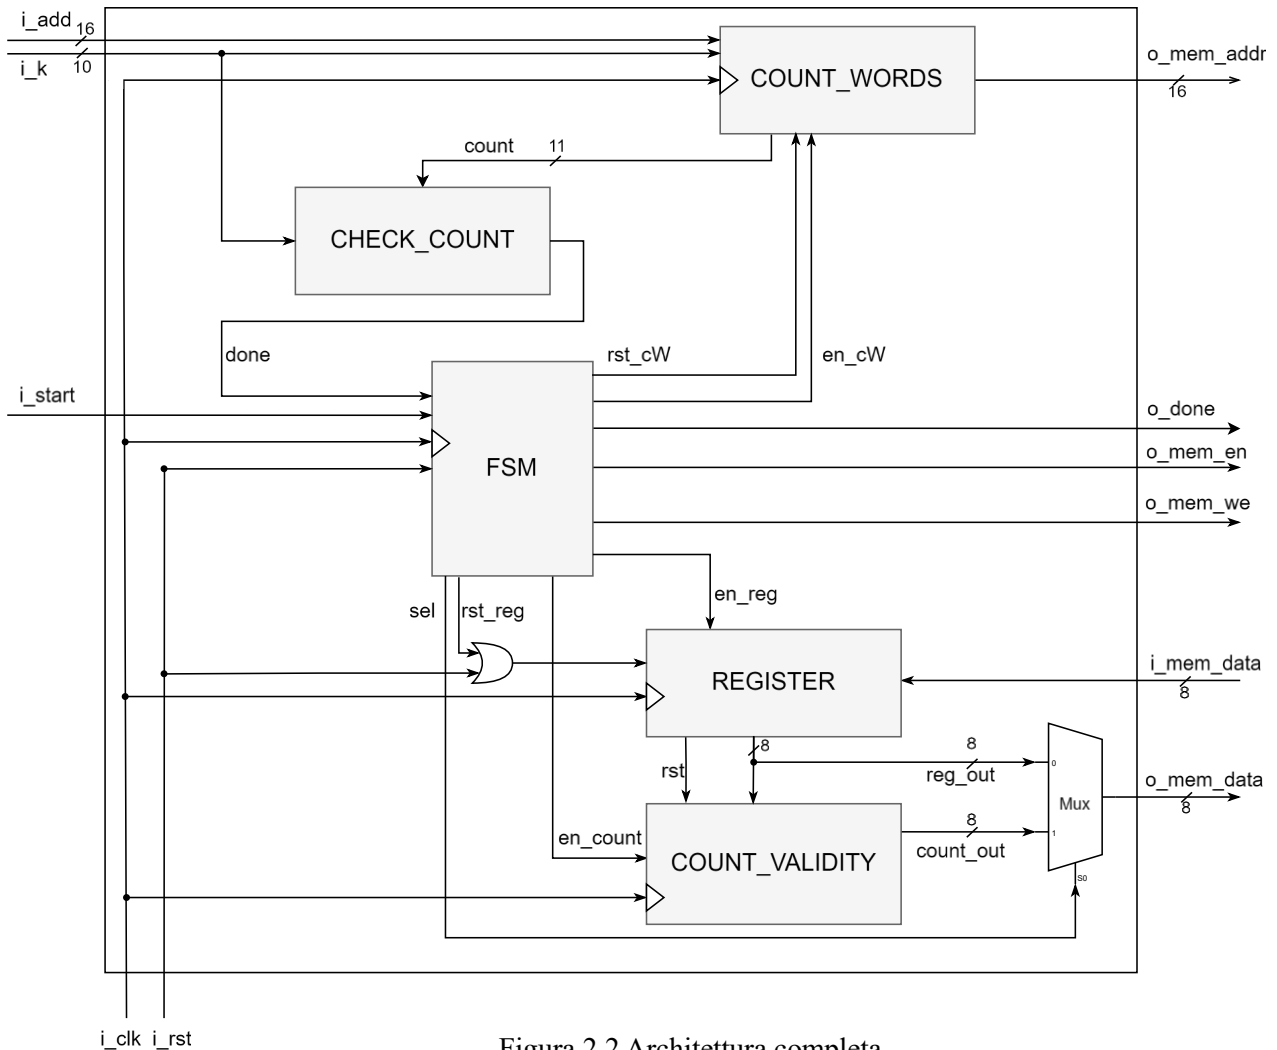 i_add 16
i_k 10
COUNT_WORDS
o_mem_addr
16
count 11
CHECK_COUNT
done
rst_cW
en_cW
i_start
o_done
FSM
o_mem_en
o_mem_we
sel
rst_reg
en_reg
REGISTER
i_mem_data
8
rst
8
8
reg_out
0
Mux
o_mem_data
8
en_count
COUNT_VALIDITY
8
count_out
1
S0
i_clk i_rst
Figura 2.2 Architettura completa